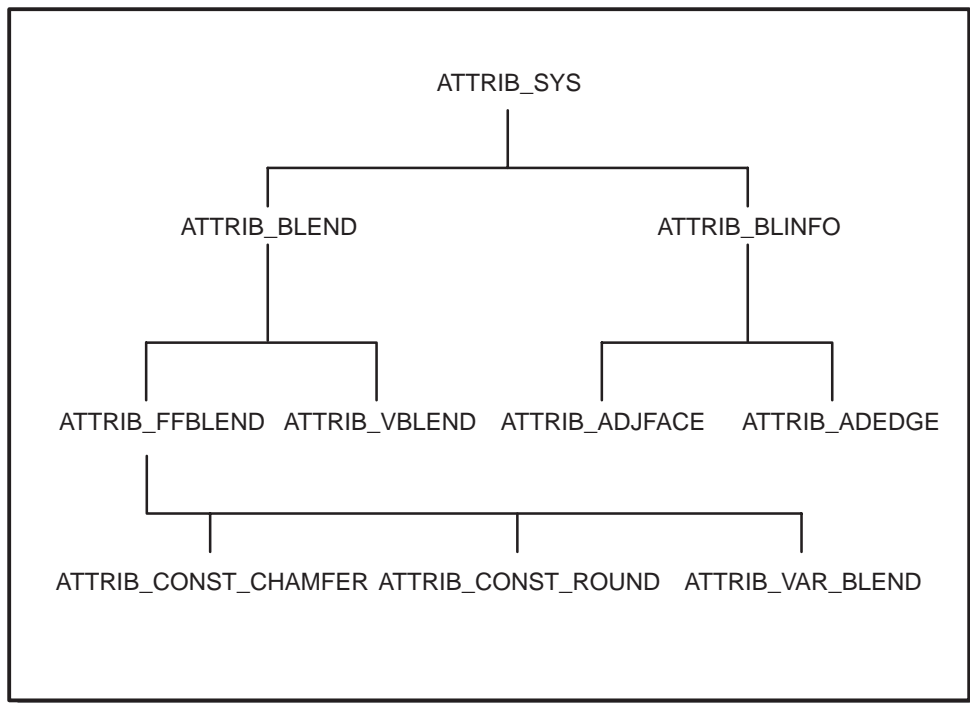 ATTRIB_SYS
ATTRIB_BLEND ATTRIB_BLINFO
ATTRIB_FFBLEND ATTRIB_VBLEND ATTRIB_ADJFACE ATTRIB_ADEDGE
ATTRIB_CONST_CHAMFER ATTRIB_CONST_ROUND ATTRIB_VAR_BLEND